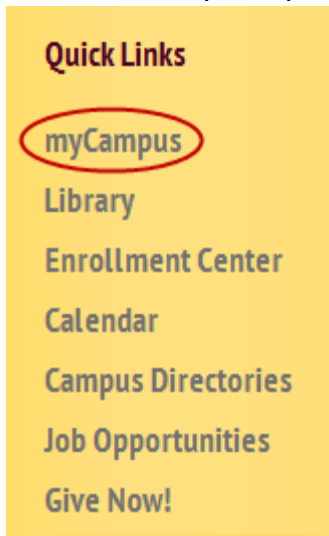 Quick Links
myCampus
Library
Enrollment Center
Calendar
Campus Directories
Job Opportunities
Give Now!